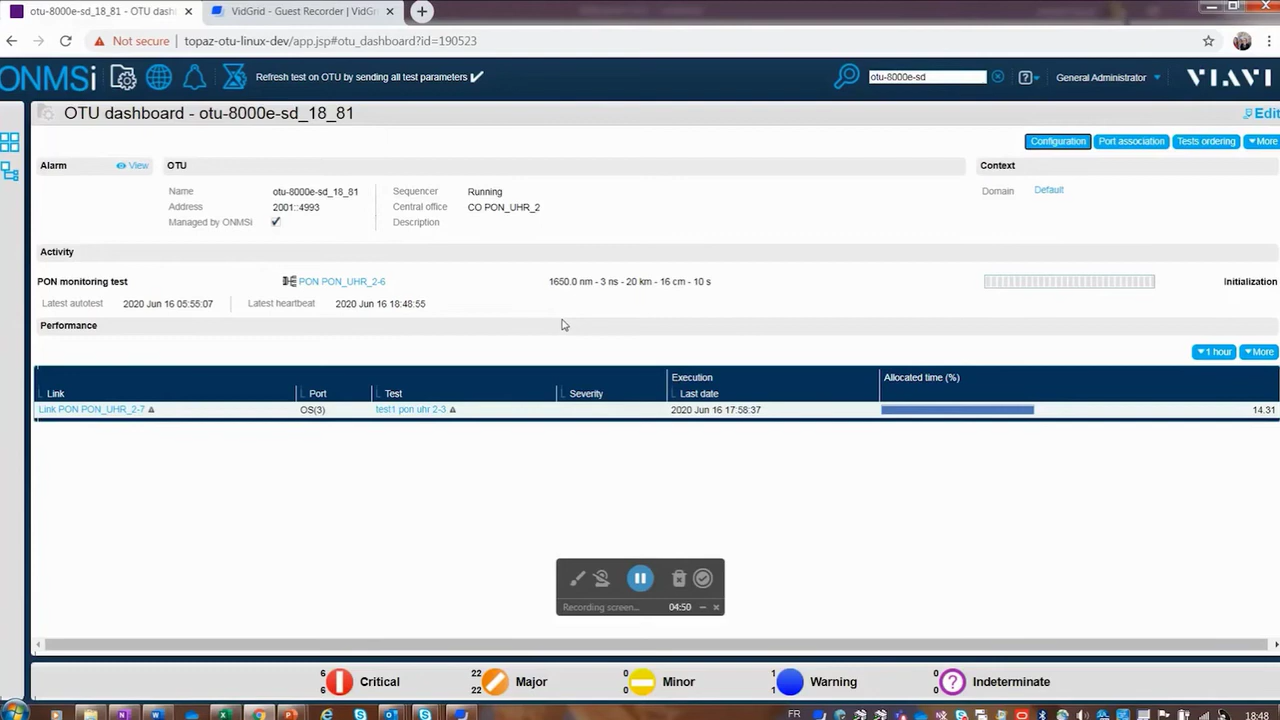 otu-8000e-sd_18_81 - OTU dash
VidGrid - Guest Recorder | VidGr
Not secure
topaz-otu-linux-dev/app.jsp#otu_dashboard?id=190523
ONMSi
Refresh test on OTU by sending all test parameters
otu-8000e-sd
General Administrator
VIAVI
OTU dashboard - otu-8000e-sd_18_81
Edit
Configuration
Port association
Tests ordering
More
Alarm
View
OTU
Context
Name
otu-8000e-sd_18_81
Sequencer
Running
Domain
Default
Address
2001::4993
Central office
CO PON_UHR_2
Managed by ONMSi
Description
Activity
PON monitoring test
PON PON_UHR_2-6
1650.0 nm - 3 ns - 20 km - 16 cm - 10 s
Initialization
Latest autotest
2020 Jun 16 05:55:07
Latest heartbeat
2020 Jun 16 18:48:55
Performance
1 hour
More
Execution
Allocated time (%)
Link
Port
Test
Severity
Last date
Link PON PON_UHR_2-7
OS(3)
test1 pon uhr 2-3
2020 Jun 16 17:58:37
14.31
Recording screen...
04:50
6
6
Critical
22
22
Major
0
0
Minor
1
1
Warning
0
0
?
Indeterminate
FR
18:48